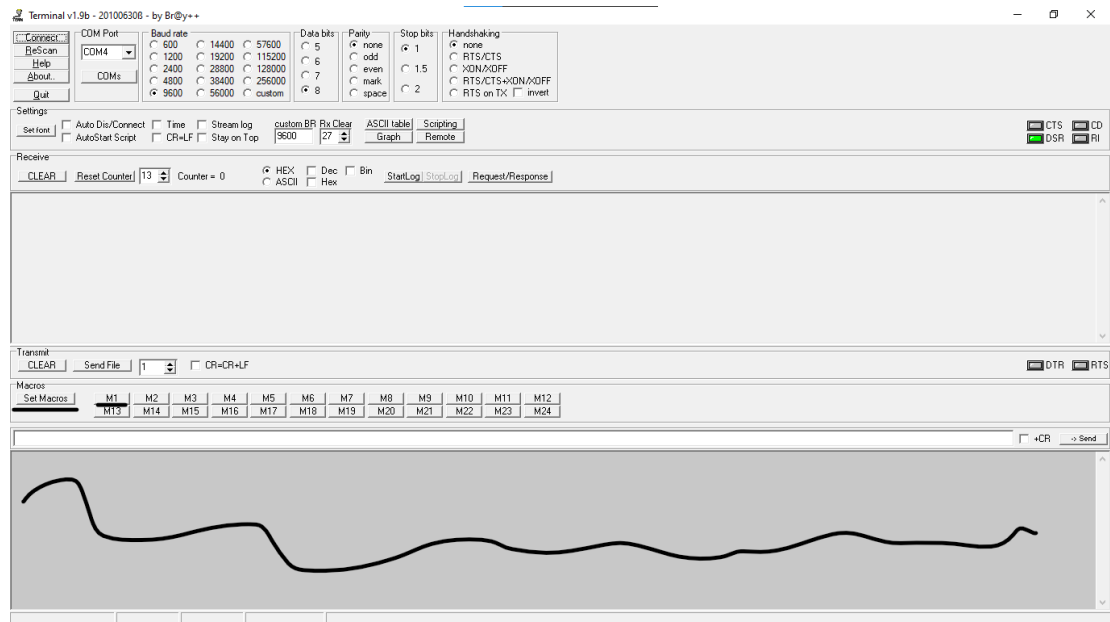 Terminal v1.9b - 20100630ß - by Br@y++
Connect
ReScan
Help
About..
Quit
COM Port
COM4
COMs
Baud rate
600 14400 57600
1200 19200 115200
2400 28800 128000
4800 38400 256000
9600 56000 custom
Data bits
5
6
7
8
Parity
none
odd
even
mark
space
Stop bits
1
1.5
2
Handshaking
none
RTS/CTS
XON/XOFF
RTS/CTS+XON/XOFF
RTS on TX invert
Settings
Set font
Auto Dis/Connect Time Stream log
AutoStart Script CR=LF Stay on Top
custom BR Rx Clear
9600 27
ASCII table Scripting
Graph Remote
CTS CD
DSR RI
Receive
CLEAR Reset Counter 13 Counter = 0
HEX Dec Bin
ASCII Hex
StartLog StopLog Request/Response
Transmit
CLEAR Send File 1 CR=CR+LF
DTR RTS
Macros
Set Macros M1 M2 M3 M4 M5 M6 M7 M8 M9 M10 M11 M12
M13 M14 M15 M16 M17 M18 M19 M20 M21 M22 M23 M24
+CR -> Send